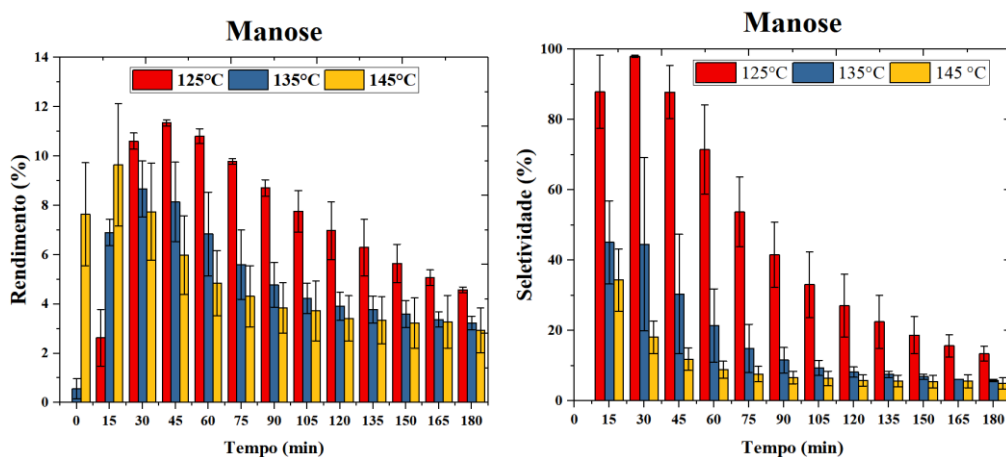 Manose
125°C 135°C 145°C
Rendimento (%)
14
12
10
8
6
4
2
0
0 15 30 45 60 75 90 105 120 135 150 165 180
Tempo (min)
Manose
125°C 135°C 145 °C
Seletividade (%)
100
80
60
40
20
0
15 30 45 60 75 90 105 120 135 150 165 180
Tempo (min)